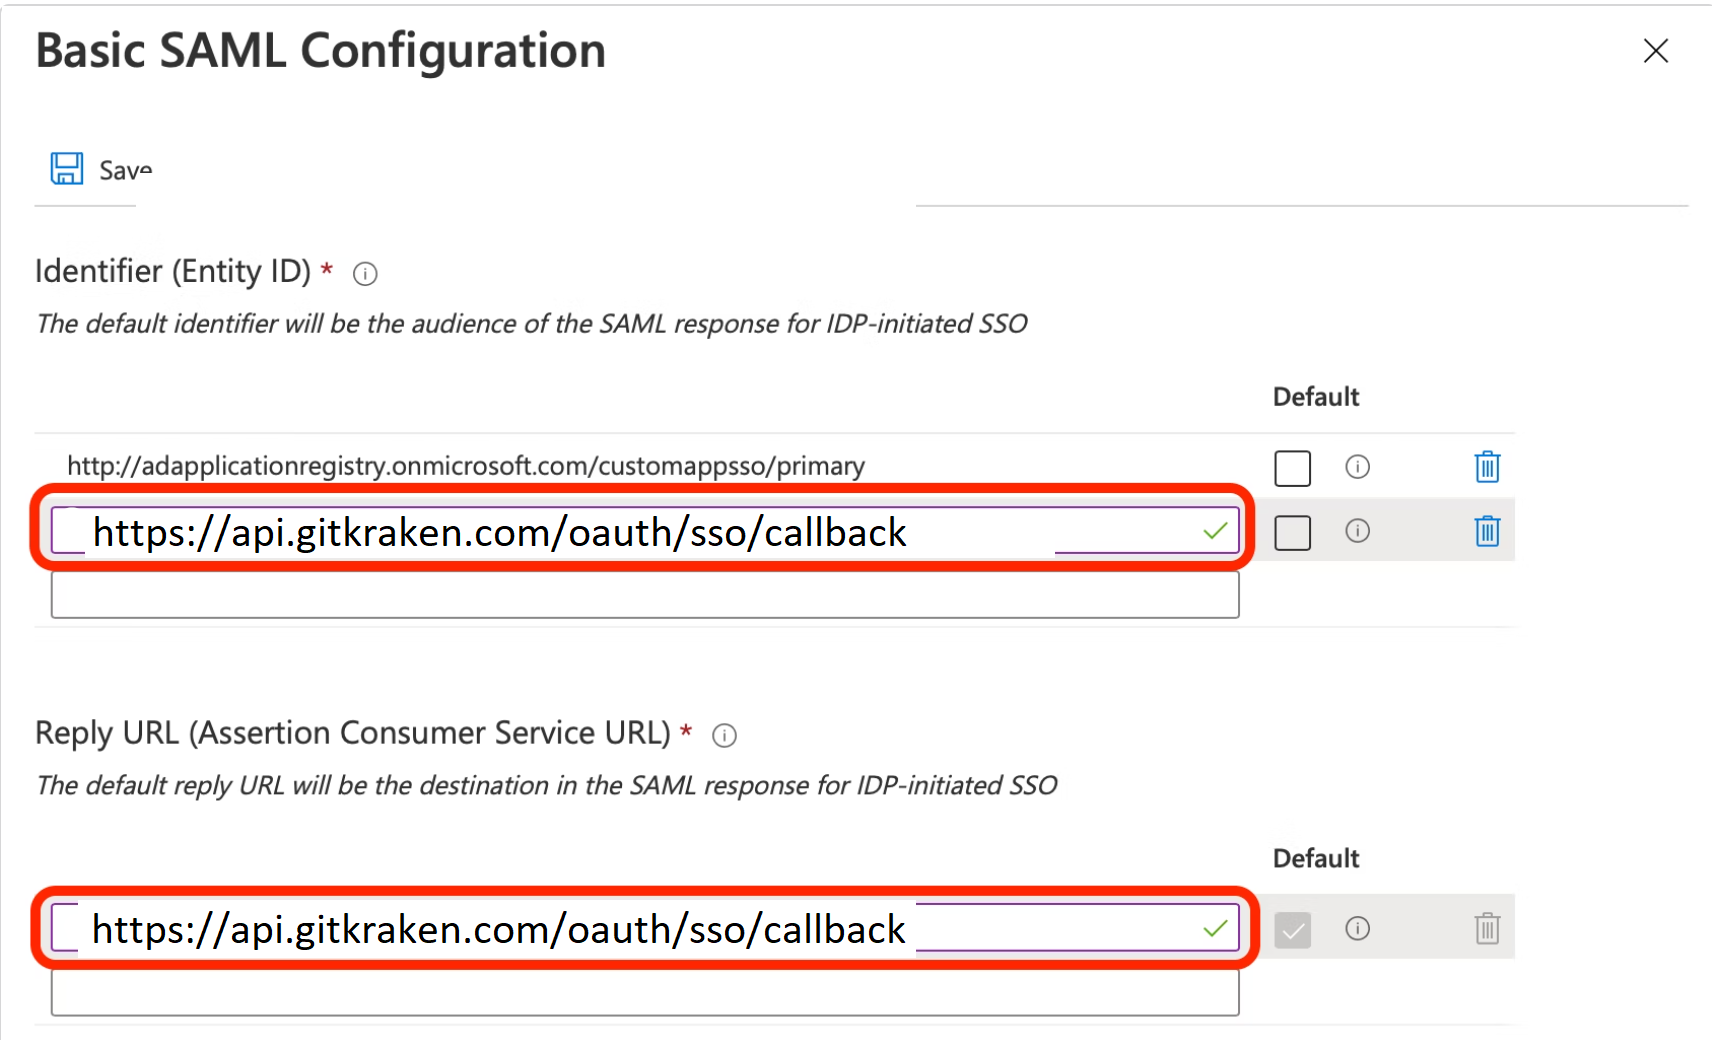 Basic SAML Configuration
Save
Identifier (Entity ID) *
The default identifier will be the audience of the SAML response for IDP-initiated SSO
Default
http://adapplicationregistry.onmicrosoft.com/customappsso/primary
https://api.gitkraken.com/oauth/sso/callback
Reply URL (Assertion Consumer Service URL) *
The default reply URL will be the destination in the SAML response for IDP-initiated SSO
Default
https://api.gitkraken.com/oauth/sso/callback